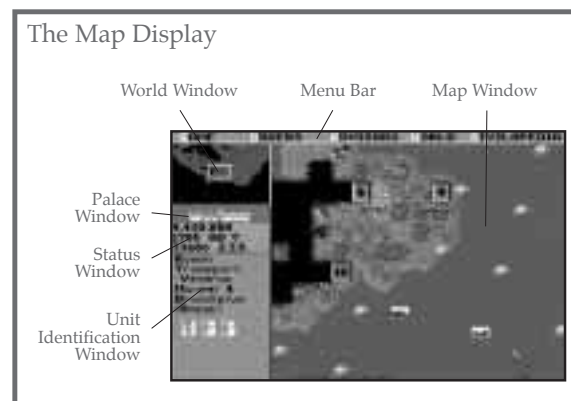 The Map Display
World Window
Menu Bar
Map Window
Palace
Window
Status
Window
Unit
Identification
Window